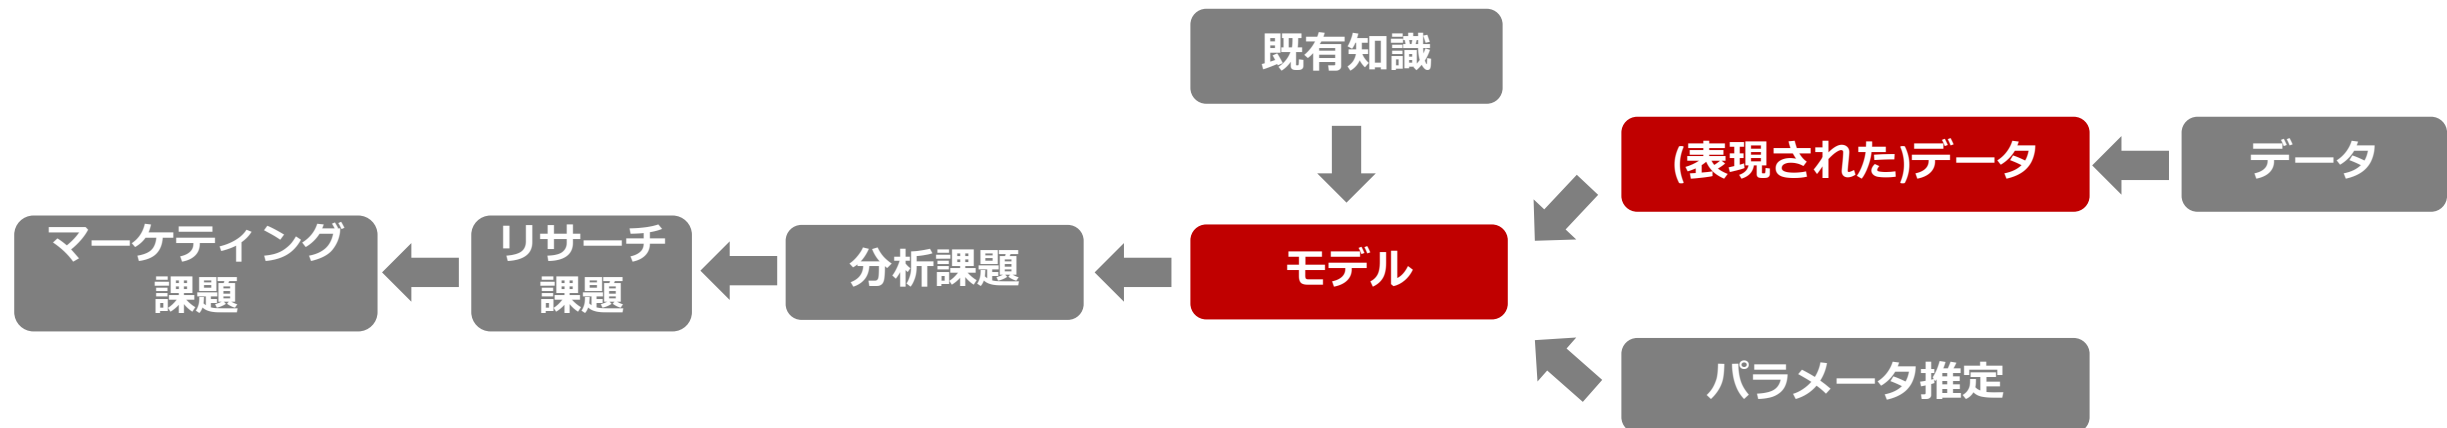 既有知識
(表現された)データ
データ
マーケティング
課題
リサーチ
課題
分析課題
モデル
パラメータ推定